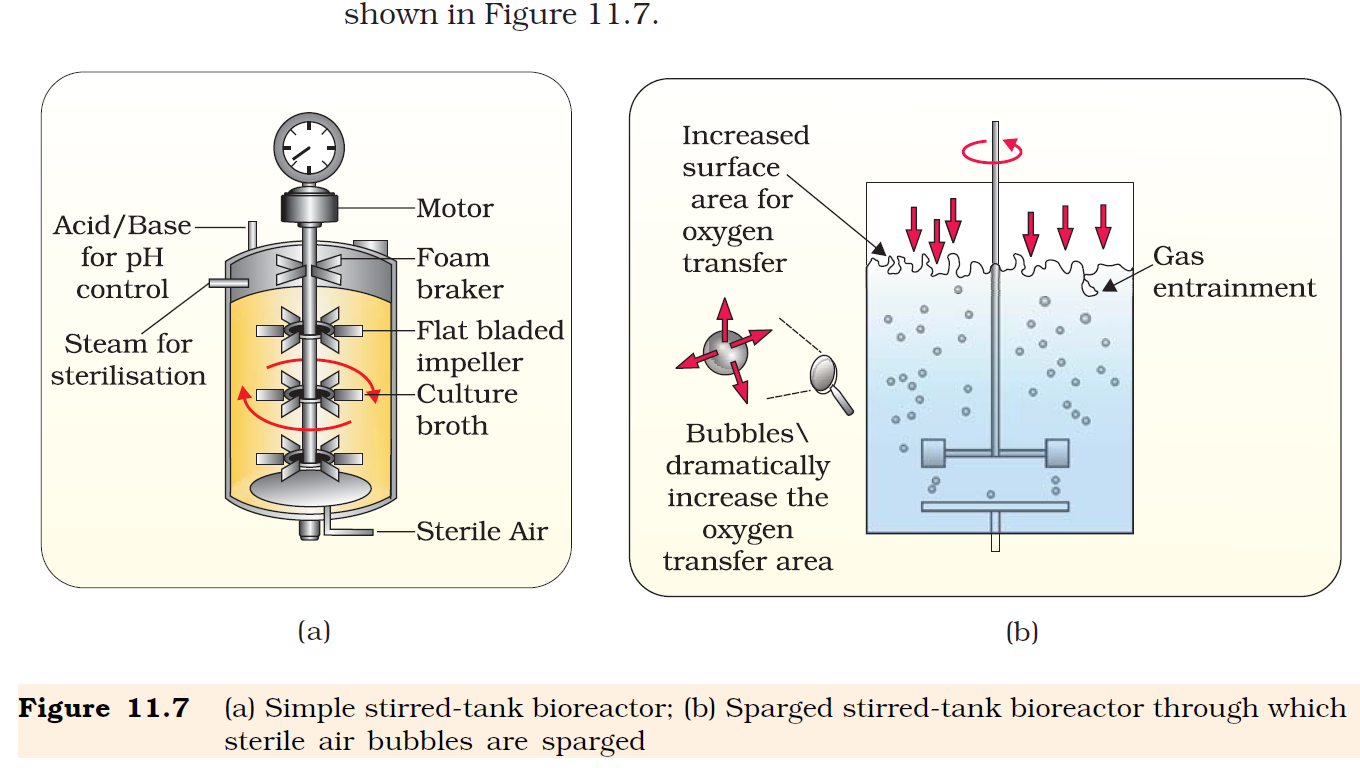 shown in Figure 11.7.
Acid/Base
for pH
control
Steam for
sterilisation
Motor
Foam
braker
Flat bladed
impeller
Culture
broth
Sterile Air
(a)
Increased
surface
area for
oxygen
transfer
Bubbles\
dramatically
increase the
oxygen
transfer area
Gas
entrainment
(b)
Figure 11.7 (a) Simple stirred-tank bioreactor; (b) Sparged stirred-tank bioreactor through which
sterile air bubbles are sparged